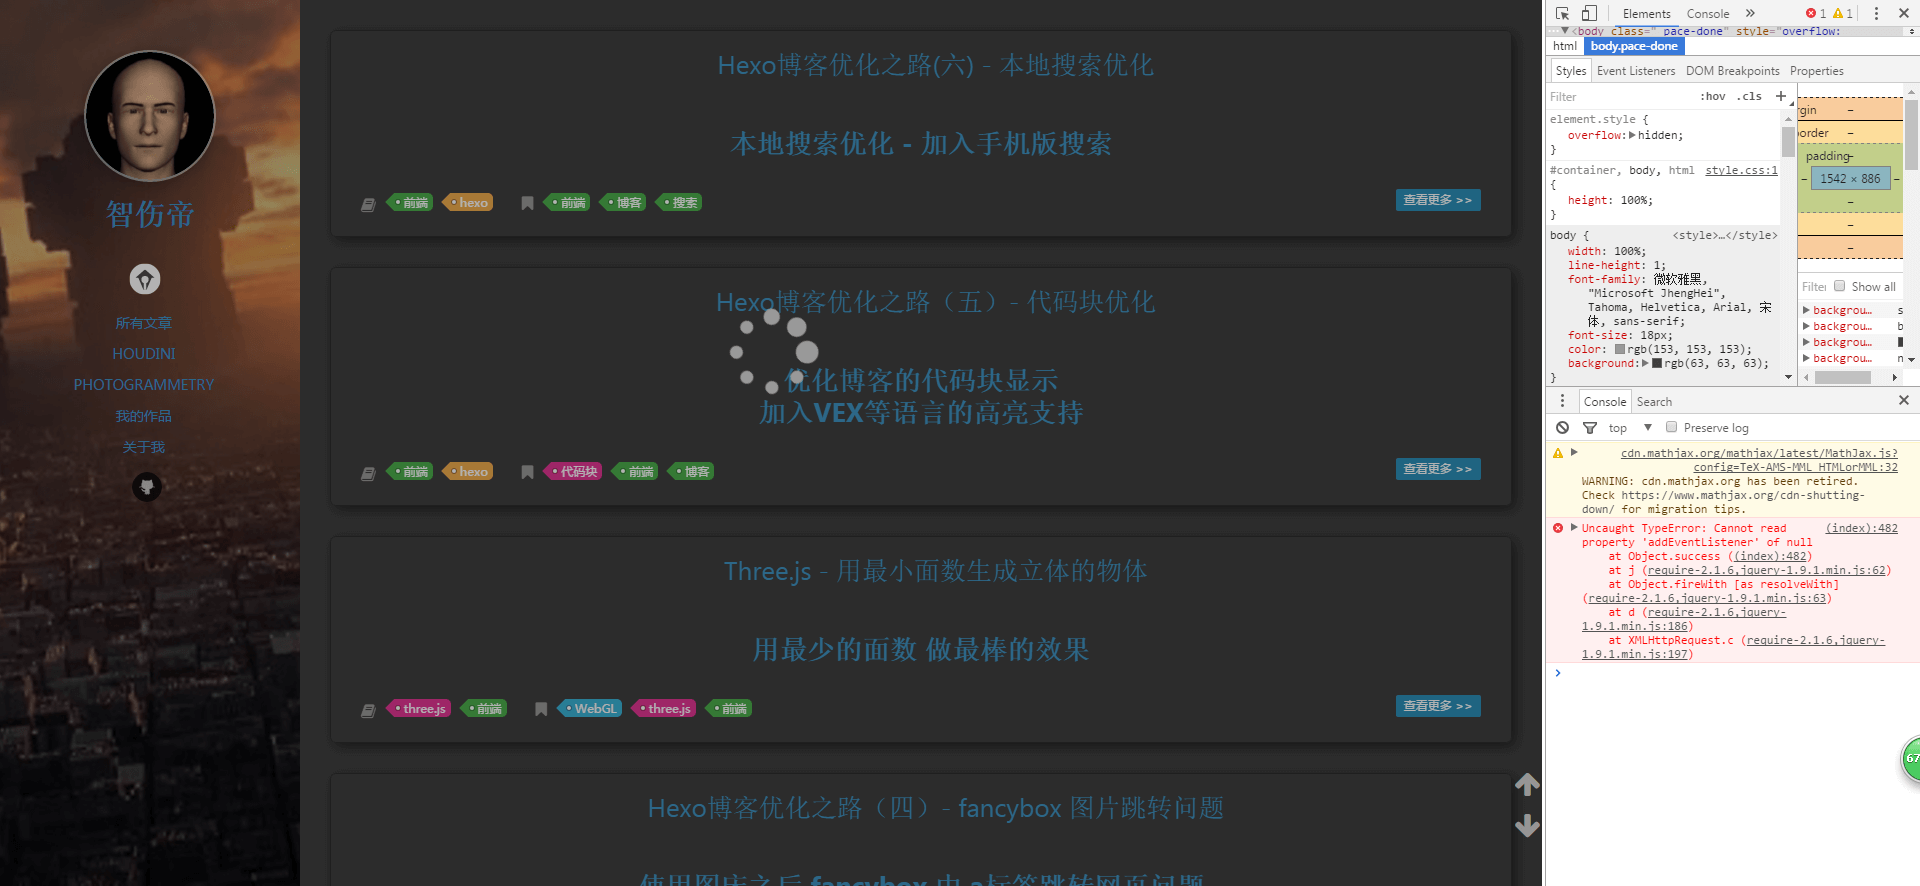 智伤帝
所有文章
HOUDINI
PHOTOGRAMMETRY
我的作品
关于我
Hexo博客优化之路(六) - 本地搜索优化
本地搜索优化 - 加入手机版搜索
前端 hexo 前端 博客 搜索 查看更多 >>
Hexo博客优化之路（五）- 代码块优化
优化博客的代码块显示
加入VEX等语言的高亮支持
前端 hexo 代码块 前端 博客 查看更多 >>
Three.js - 用最小面数生成立体的物体
用最少的面数 做最棒的效果
three.js 前端 WebGL three.js 前端 查看更多 >>
Hexo博客优化之路（四）- fancybox 图片跳转问题
使用图床之后 fancybox 由 a标签跳转网页问题
Elements Console » 1 1
<body class=" pace-done" style="overflow:
html body.pace-done
Styles Event Listeners DOM Breakpoints Properties
Filter :hov .cls +
element.style {
overflow: hidden;
}
#container, body, html style.css:1
{
height: 100%;
}
body { <style>…</style>
width: 100%;
line-height: 1;
font-family: 微软雅黑,
"Microsoft JhengHei",
Tahoma, Helvetica, Arial, 宋
体, sans-serif;
font-size: 18px;
color: rgb(153, 153, 153);
background: rgb(63, 63, 63);
}
rgin –
order –
padding –
– 1542 × 886 –
–
–
–
Filter Show all
backgrou… s
backgrou… b
backgrou…
backgrou… n
Console Search
top Preserve log
cdn.mathjax.org/mathjax/latest/MathJax.js?
config=TeX-AMS-MML_HTMLorMML:32
WARNING: cdn.mathjax.org has been retired.
Check https://www.mathjax.org/cdn-shutting-
down/ for migration tips.
Uncaught TypeError: Cannot read (index):482
property 'addEventListener' of null
at Object.success ((index):482)
at j (require-2.1.6,jquery-1.9.1.min.js:62)
at Object.fireWith [as resolveWith]
(require-2.1.6,jquery-1.9.1.min.js:63)
at d (require-2.1.6,jquery-
1.9.1.min.js:186)
at XMLHttpRequest.c (require-2.1.6,jquery-
1.9.1.min.js:197)
67